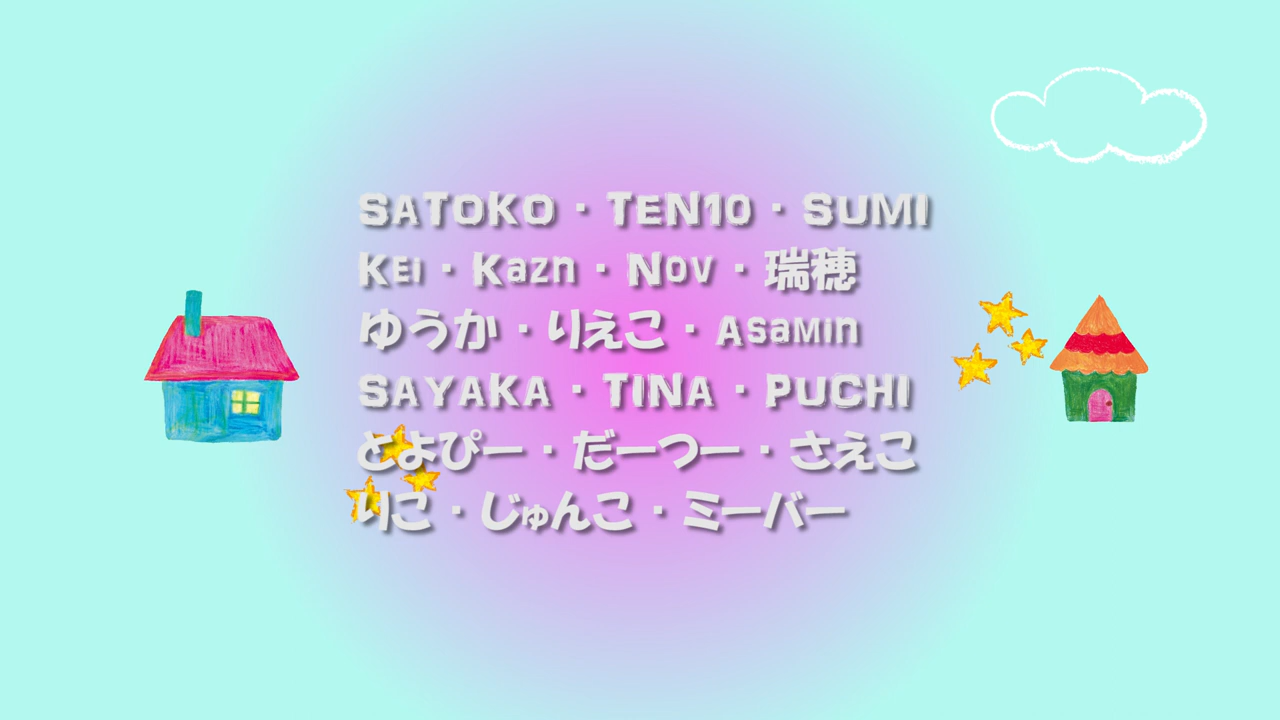 SATOKO・TEN10・SUMI
KEi・Kazn・Nov・瑞穂
ゆうか・りえこ・Asamin
SAYAKA・TINA・PUCHI
とよぴー・だーつー・さえこ
りこ・じゅんこ・ミーバー